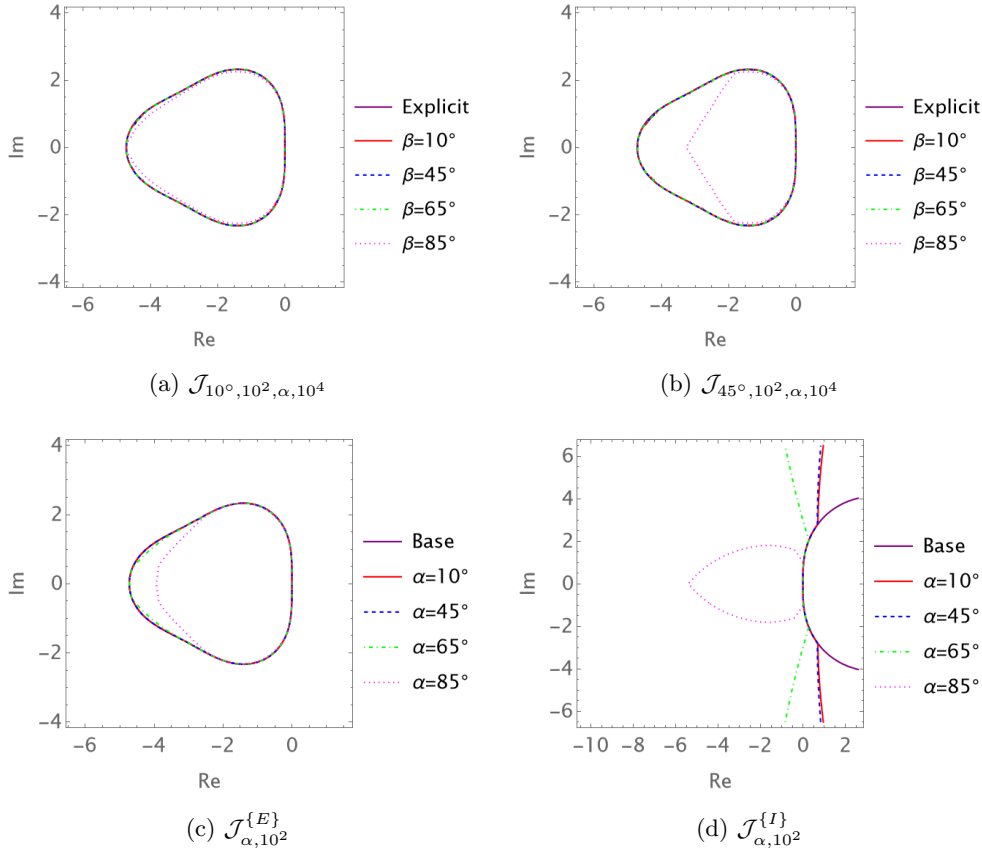 4
2
0
−2
−4
Im
−6
−4
−2
0
Re
Explicit
β=10°
β=45°
β=65°
β=85°
(a) 𝒥10°,10²,α,10⁴
4
2
0
−2
−4
Im
−6
−4
−2
0
Re
Explicit
β=10°
β=45°
β=65°
β=85°
(b) 𝒥45°,10²,α,10⁴
4
2
0
−2
−4
Im
−6
−4
−2
0
Re
Base
α=10°
α=45°
α=65°
α=85°
(c) 𝒥{E}α,10²
6
4
2
0
−2
−4
−6
Im
−10
−8
−6
−4
−2
0
2
Re
Base
α=10°
α=45°
α=65°
α=85°
(d) 𝒥{I}α,10²